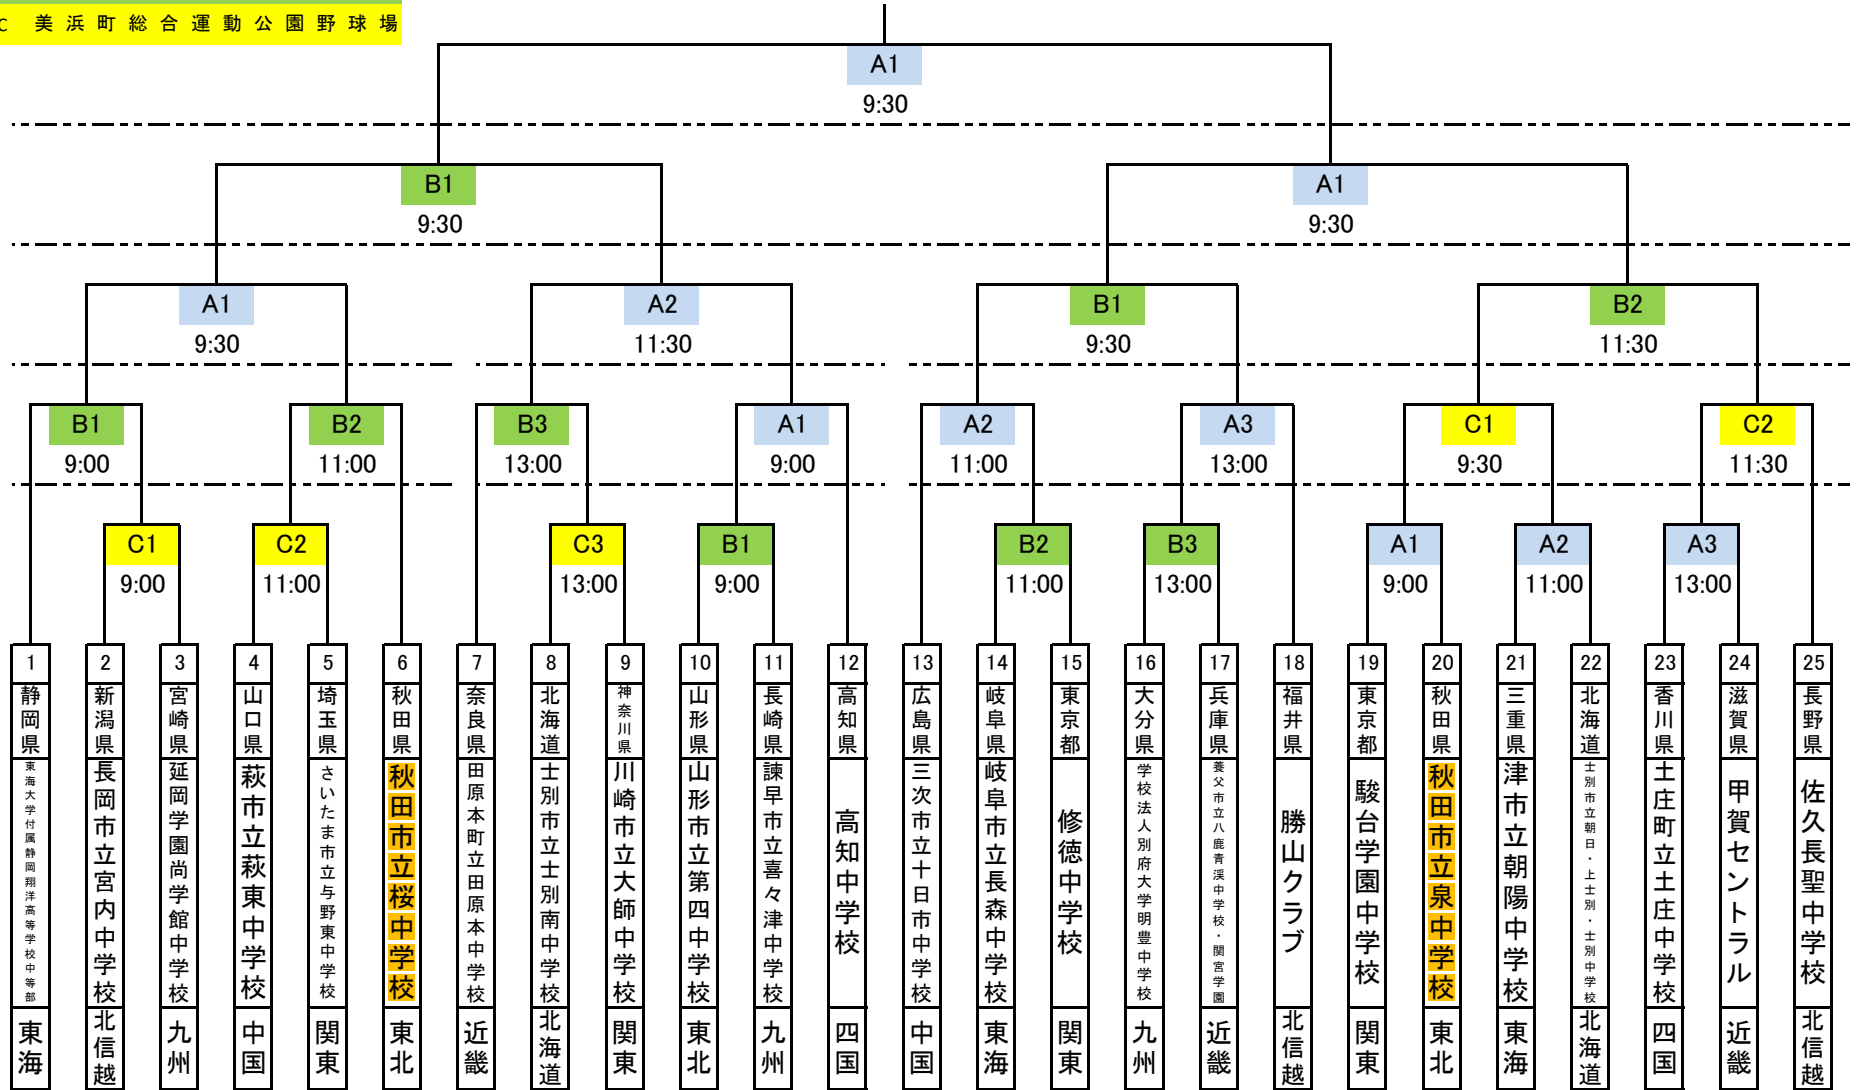 C 美浜町総合運動公園野球場
A1
9:30
B1 A1
9:30 9:30
A1 A2 B1 B2
9:30 11:30 9:30 11:30
B1 B2 B3 A1 A2 A3 C1 C2
9:00 11:00 13:00 9:00 11:00 13:00 9:30 11:30
C1 C2 C3 B1 B2 B3 A1 A2 A3
9:00 11:00 13:00 9:00 11:00 13:00 9:00 11:00 13:00
1 静岡県 東海大学付属静岡翔洋高等学校中等部 東海
2 新潟県 長岡市立宮内中学校 北信越
3 宮崎県 延岡学園尚学館中学校 九州
4 山口県 萩市立萩東中学校 中国
5 埼玉県 さいたま市立与野東中学校 関東
6 秋田県 秋田市立桜中学校 東北
7 奈良県 田原本町立田原本中学校 近畿
8 北海道 士別市立士別南中学校 北海道
9 神奈川県 川崎市立大師中学校 関東
10 山形県 山形市立第四中学校 東北
11 長崎県 諫早市立喜々津中学校 九州
12 高知県 高知中学校 四国
13 広島県 三次市立十日市中学校 中国
14 岐阜県 岐阜市立長森中学校 東海
15 東京都 修徳中学校 関東
16 大分県 学校法人別府大学明豊中学校 九州
17 兵庫県 養父市立八鹿青渓中学校・関宮学園 近畿
18 福井県 勝山クラブ 北信越
19 東京都 駿台学園中学校 関東
20 秋田県 秋田市立泉中学校 東北
21 三重県 津市立朝陽中学校 東海
22 北海道 士別市立朝日・上士別・士別中学校 北海道
23 香川県 土庄町立土庄中学校 四国
24 滋賀県 甲賀セントラル 近畿
25 長野県 佐久長聖中学校 北信越